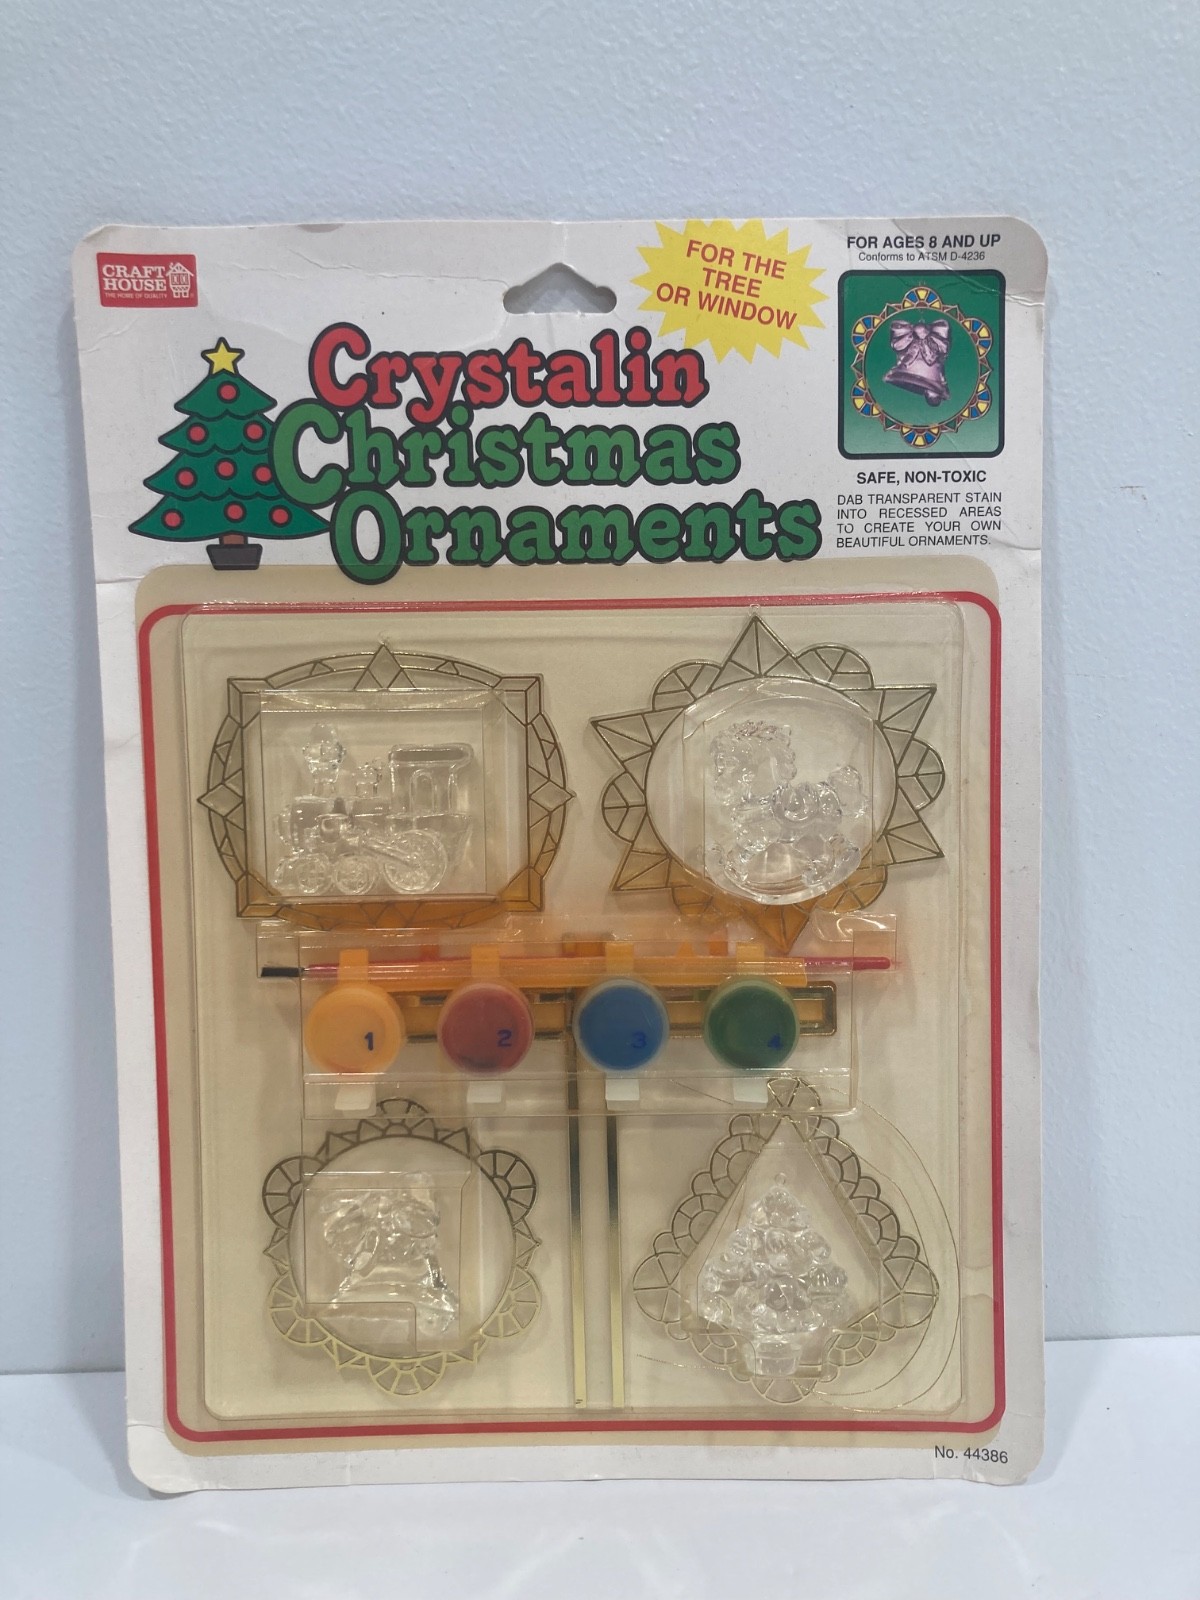 CRAFT
HOUSE
THE HOME OF QUALITY
FOR THE
TREE
OR WINDOW
FOR AGES 8 AND UP
Conforms to ATSM D-4236
Crystalin
Christmas
Ornaments
SAFE, NON-TOXIC
DAB TRANSPARENT STAIN
INTO RECESSED AREAS
TO CREATE YOUR OWN
BEAUTIFUL ORNAMENTS.
1 2 3 4
No. 44386